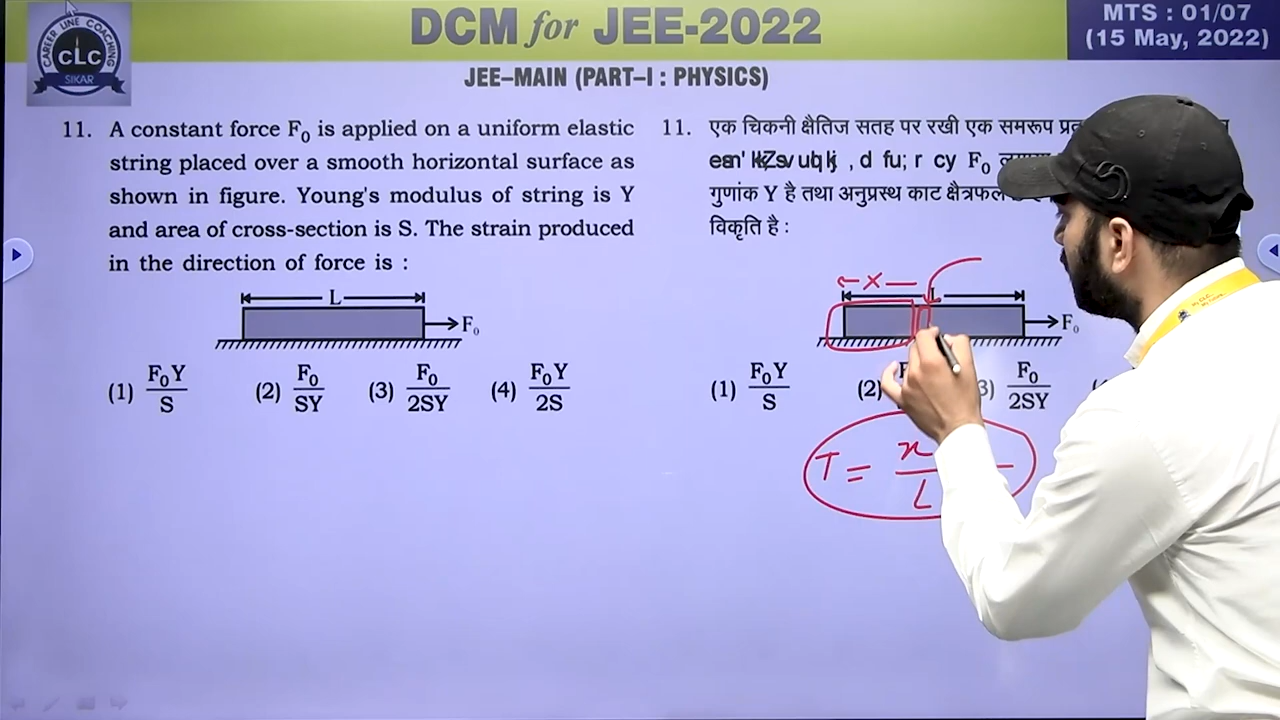 DCM for JEE-2022
MTS : 01/07
(15 May, 2022)
CAREER LINE COACHING
CLC
SIKAR
JEE–MAIN (PART–I : PHYSICS)
11. A constant force F₀ is applied on a uniform elastic
string placed over a smooth horizontal surface as
shown in figure. Young's modulus of string is Y
and area of cross-section is S. The strain produced
in the direction of force is :
L
F₀
(1) F₀Y/S (2) F₀/SY (3) F₀/2SY (4) F₀Y/2S
11. एक चिकनी क्षैतिज सतह पर रखी एक समरूप
F₀
गुणांक Y है तथा अनुप्रस्थ काट क्षैत्रफल
विकृति है :
x
L
F₀
(1) F₀Y/S (2) F₀/2SY
T = x/L